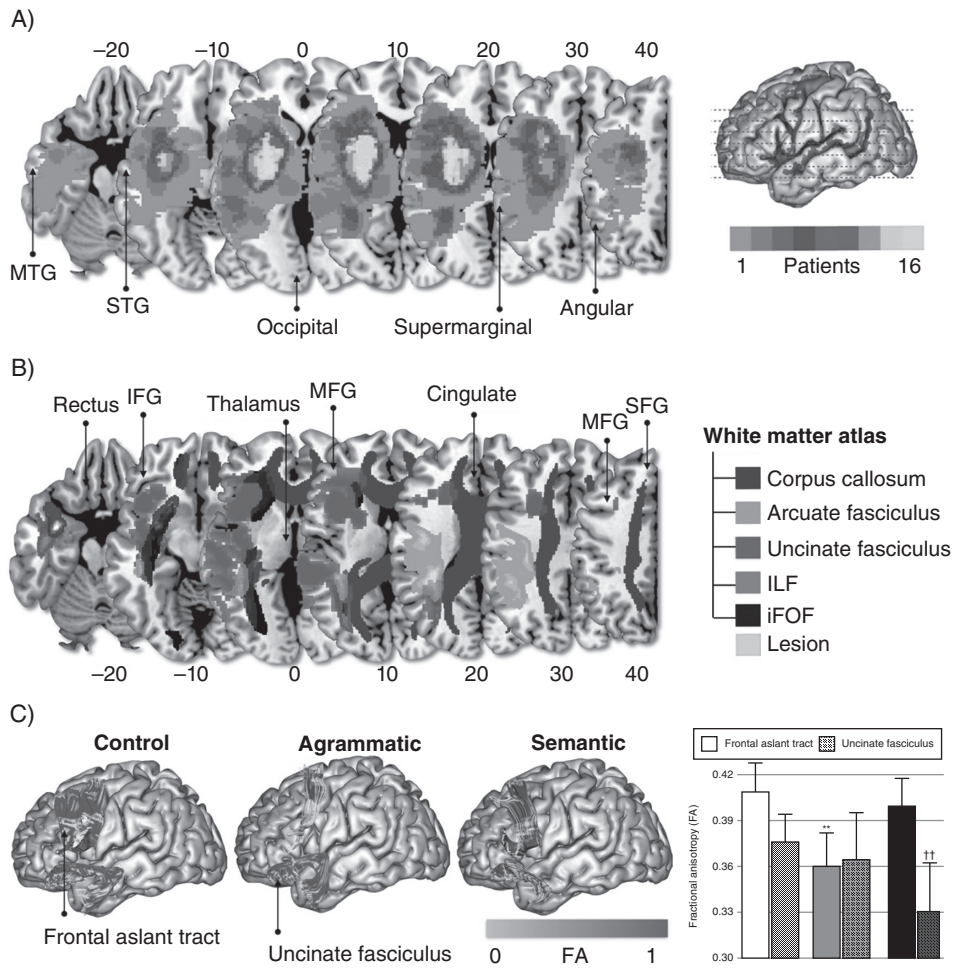 A)
–20 –10 0 10 20 30 40
MTG
STG
Occipital
Supermarginal
Angular
1 Patients 16
B)
Rectus IFG Thalamus MFG Cingulate MFG SFG
–20 –10 0 10 20 30 40
White matter atlas
Corpus callosum
Arcuate fasciculus
Uncinate fasciculus
ILF
iFOF
Lesion
C)
Control Agrammatic Semantic
Frontal aslant tract
Uncinate fasciculus
0 FA 1
Frontal aslant tract Uncinate fasciculus
Fractional anisotropy (FA)
0.42
0.39
0.36
0.33
0.30
**
††